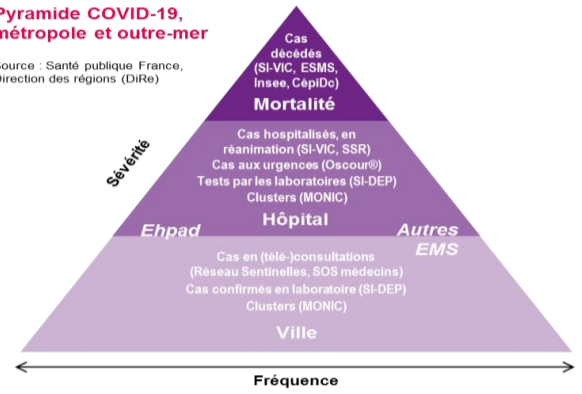 Pyramide COVID-19,
métropole et outre-mer
Source : Santé publique France,
Direction des régions (DiRe)
Cas
décédés
(SI-VIC, ESMS,
Insee, CépiDc)
Mortalité
Sévérité
Cas hospitalisés, en
réanimation (SI-VIC, SSR)
Cas aux urgences (Oscour®)
Tests par les laboratoires (SI-DEP)
Clusters (MONIC)
Hôpital
Ehpad
Autres
EMS
Cas en (télé-)consultations
(Réseau Sentinelles, SOS médecins)
Cas confirmés en laboratoire (SI-DEP)
Clusters (MONIC)
Ville
Fréquence